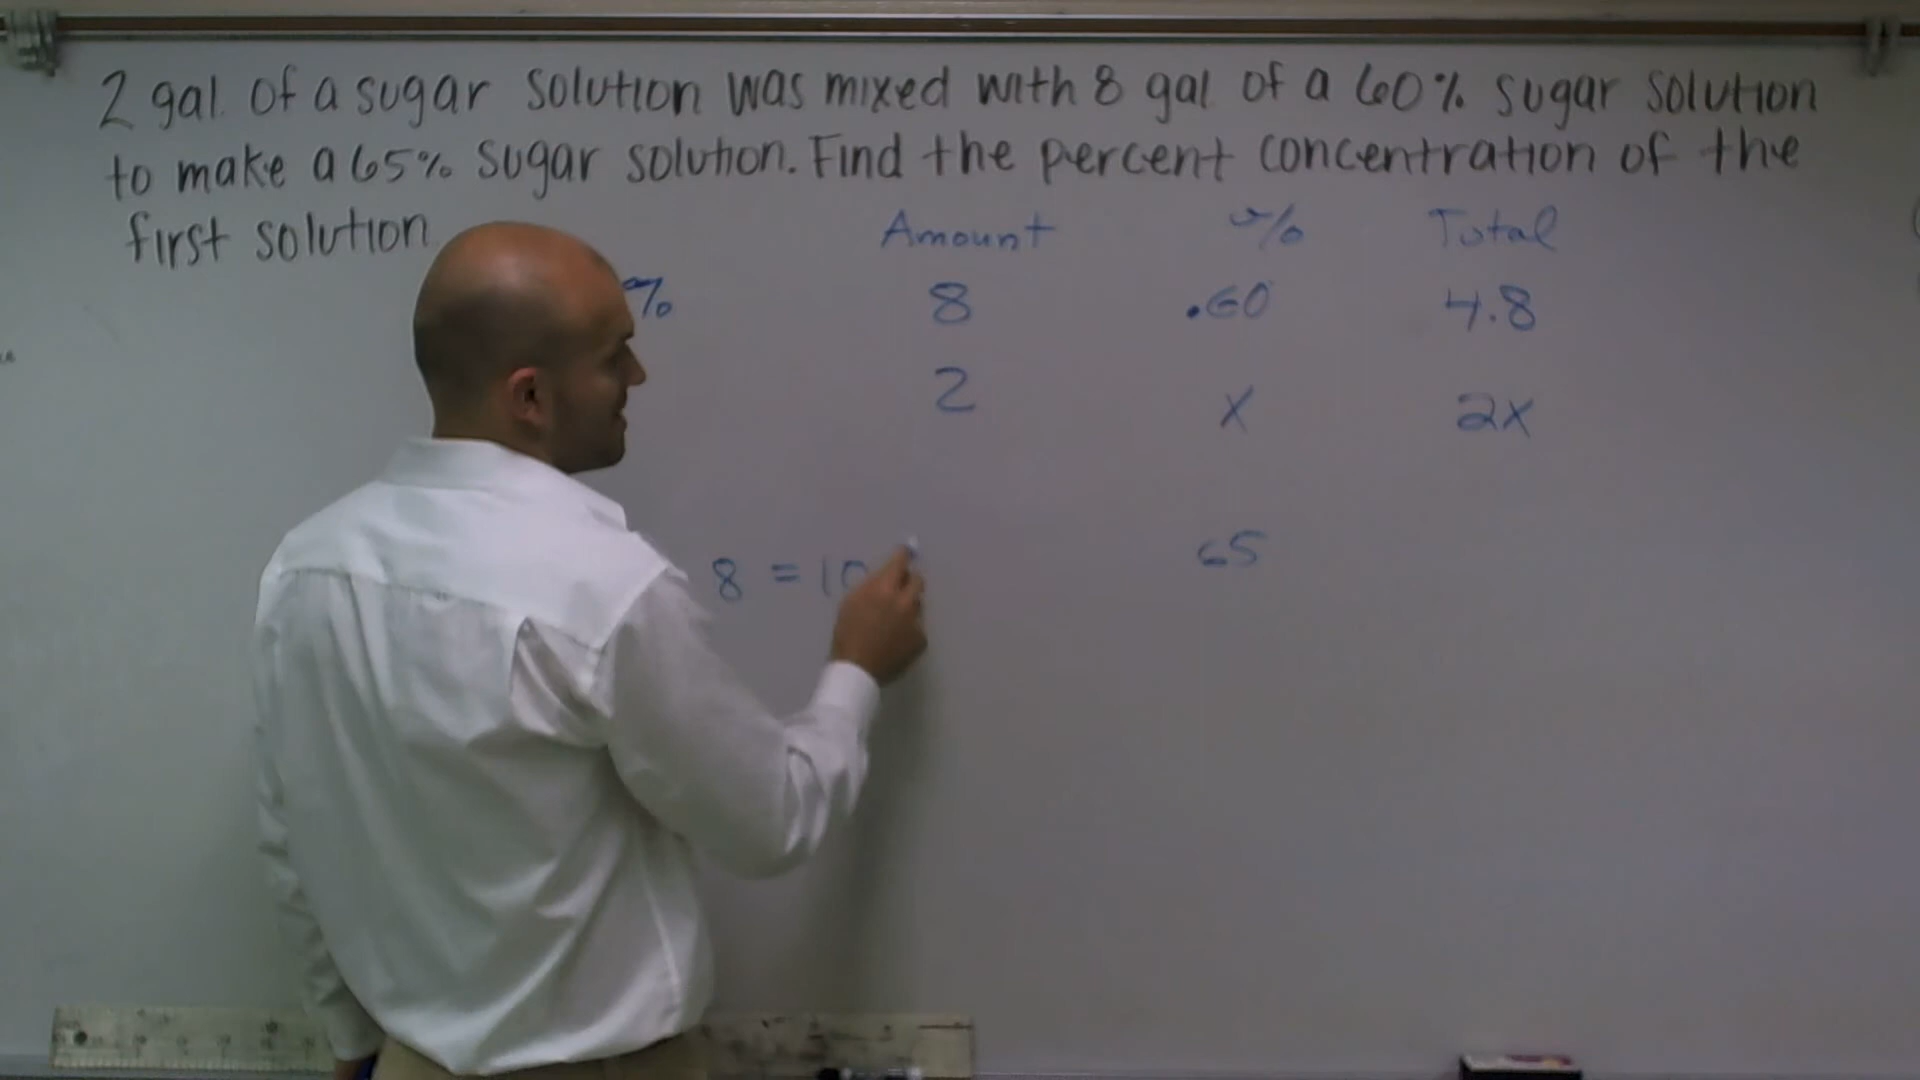 2 gal. of a sugar solution was mixed with 8 gal of a 60% sugar solution
to make a 65% sugar solution. Find the percent concentration of the
first solution
Amount % Total
% 8 .60 4.8
2 x 2x
8 = 10 65